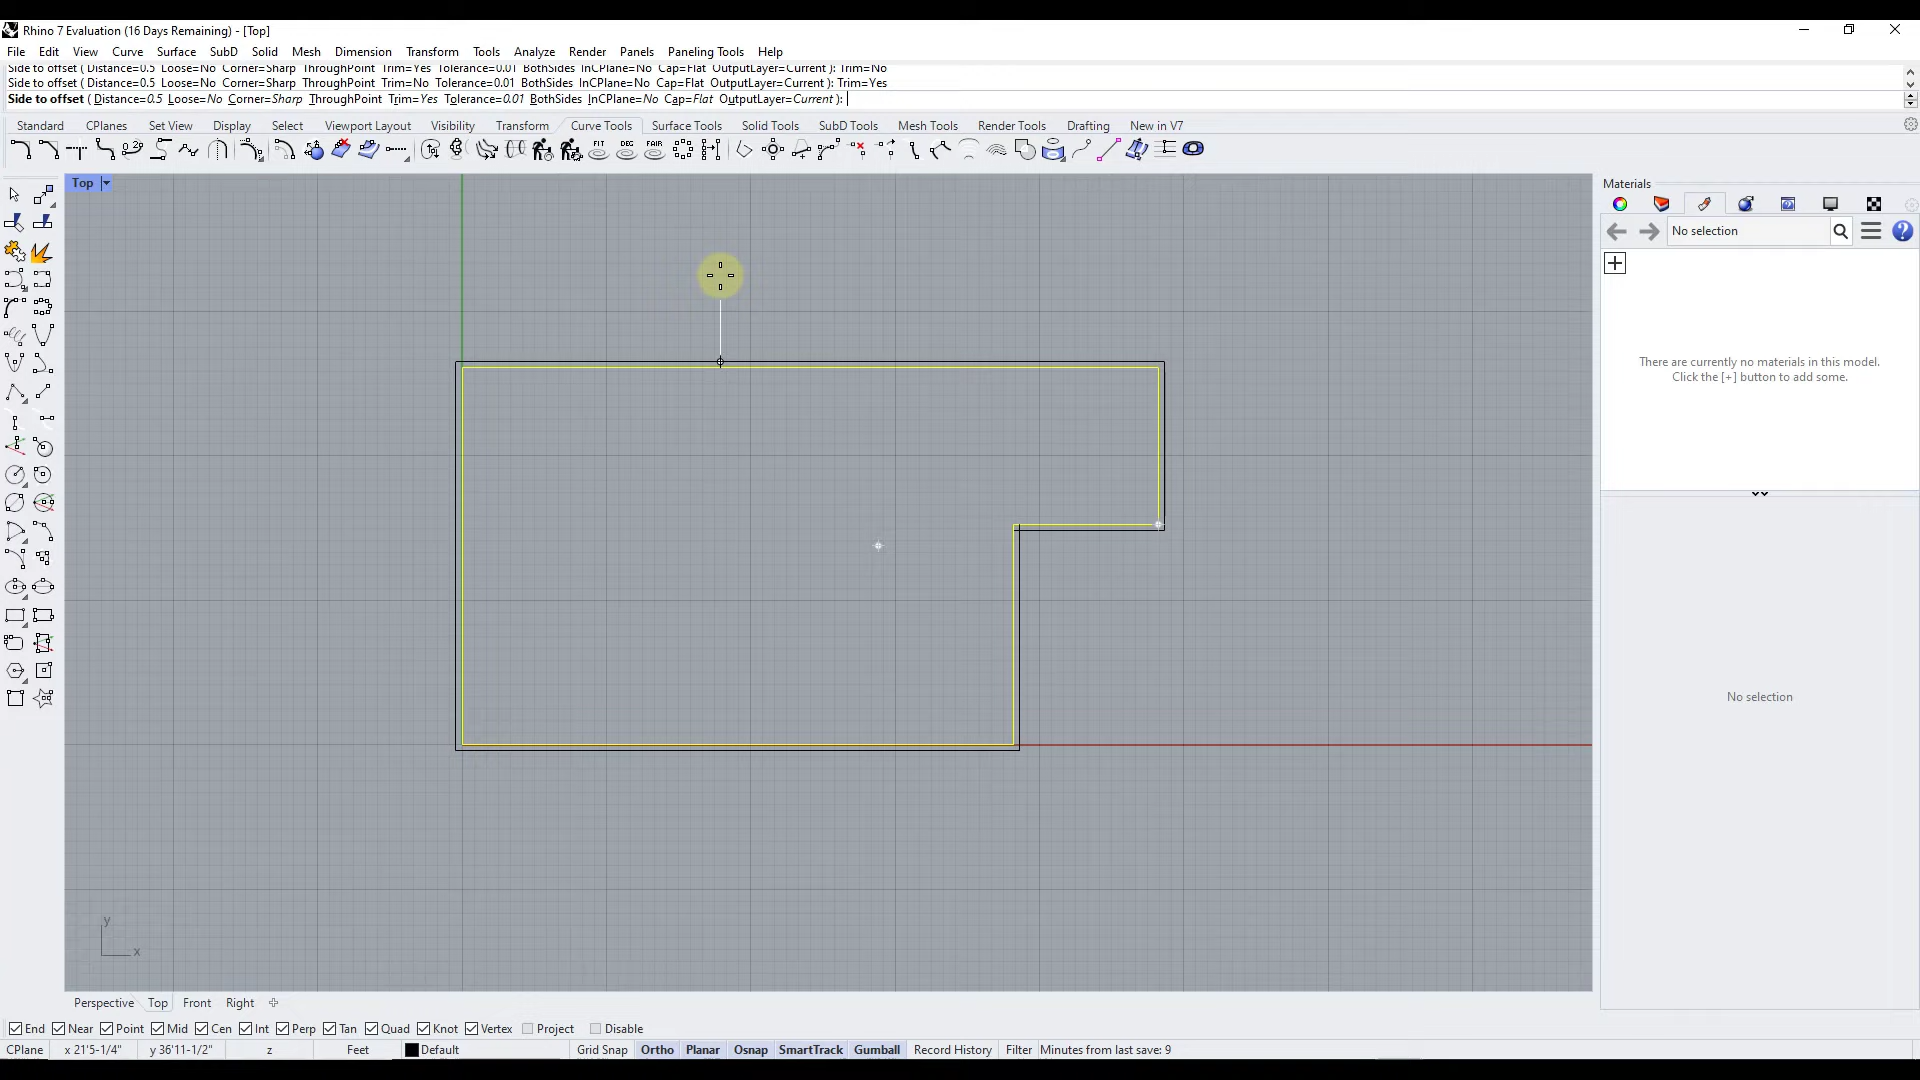 Rhino 7 Evaluation (16 Days Remaining) - [Top]
File Edit View Curve Surface SubD Solid Mesh Dimension Transform Tools Analyze Render Panels Paneling Tools Help
Side to offset ( Distance=0.5 Loose=No Corner=Sharp ThroughPoint Trim=Yes Tolerance=0.01 BothSides InCPlane=No Cap=Flat OutputLayer=Current ): Trim=No
Side to offset ( Distance=0.5 Loose=No Corner=Sharp ThroughPoint Trim=No Tolerance=0.01 BothSides InCPlane=No Cap=Flat OutputLayer=Current ): Trim=Yes
Side to offset ( Distance=0.5 Loose=No Corner=Sharp ThroughPoint Trim=Yes Tolerance=0.01 BothSides InCPlane=No Cap=Flat OutputLayer=Current ):
Standard CPlanes Set View Display Select Viewport Layout Visibility Transform Curve Tools Surface Tools Solid Tools SubD Tools Mesh Tools Render Tools Drafting New in V7
FIT DEG FAIR
Top
Materials
No selection
There are currently no materials in this model.
Click the [+] button to add some.
No selection
y
x
Perspective Top Front Right
End Near Point Mid Cen Int Perp Tan Quad Knot Vertex Project Disable
CPlane x 21'5-1/4" y 36'11-1/2" z Feet Default Grid Snap Ortho Planar Osnap SmartTrack Gumball Record History Filter Minutes from last save: 9